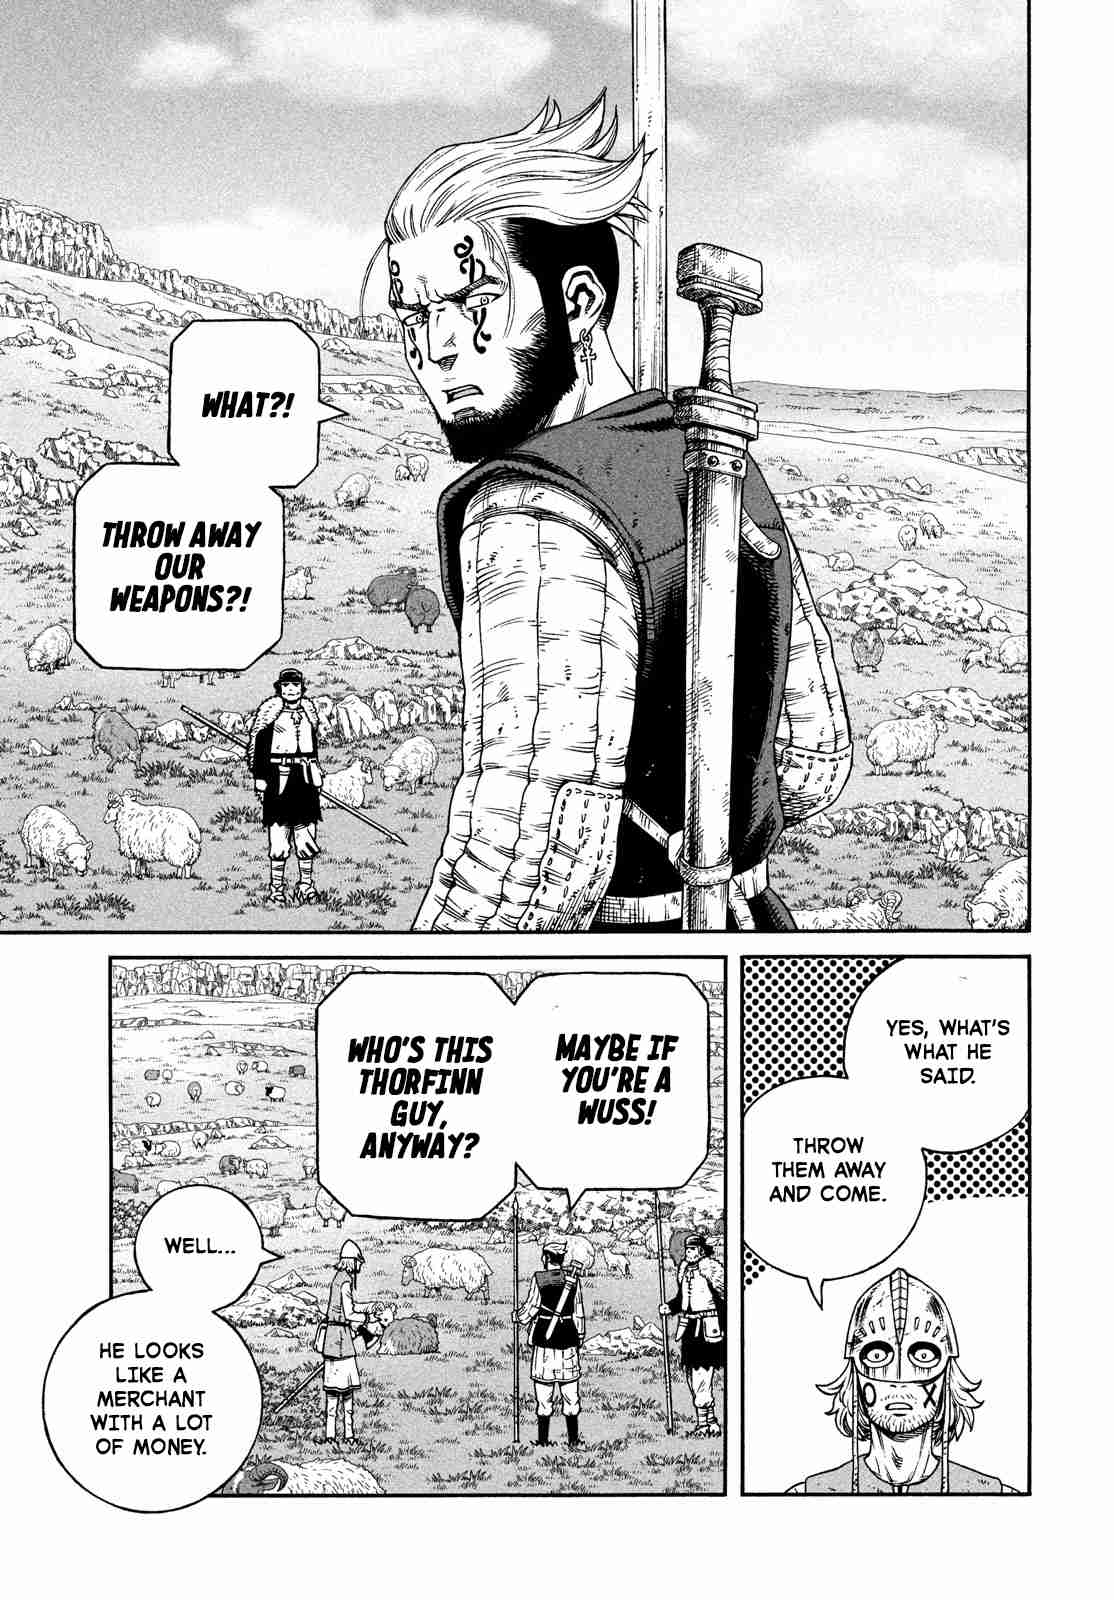 WHAT?!
THROW AWAY
OUR
WEAPONS?!
YES, WHAT'S
WHAT HE
SAID.
THROW
THEM AWAY
AND COME.
MAYBE IF
YOU'RE A
WUSS!
WHO'S THIS
THORFINN
GUY,
ANYWAY?
WELL...
HE LOOKS
LIKE A
MERCHANT
WITH A LOT
OF MONEY.